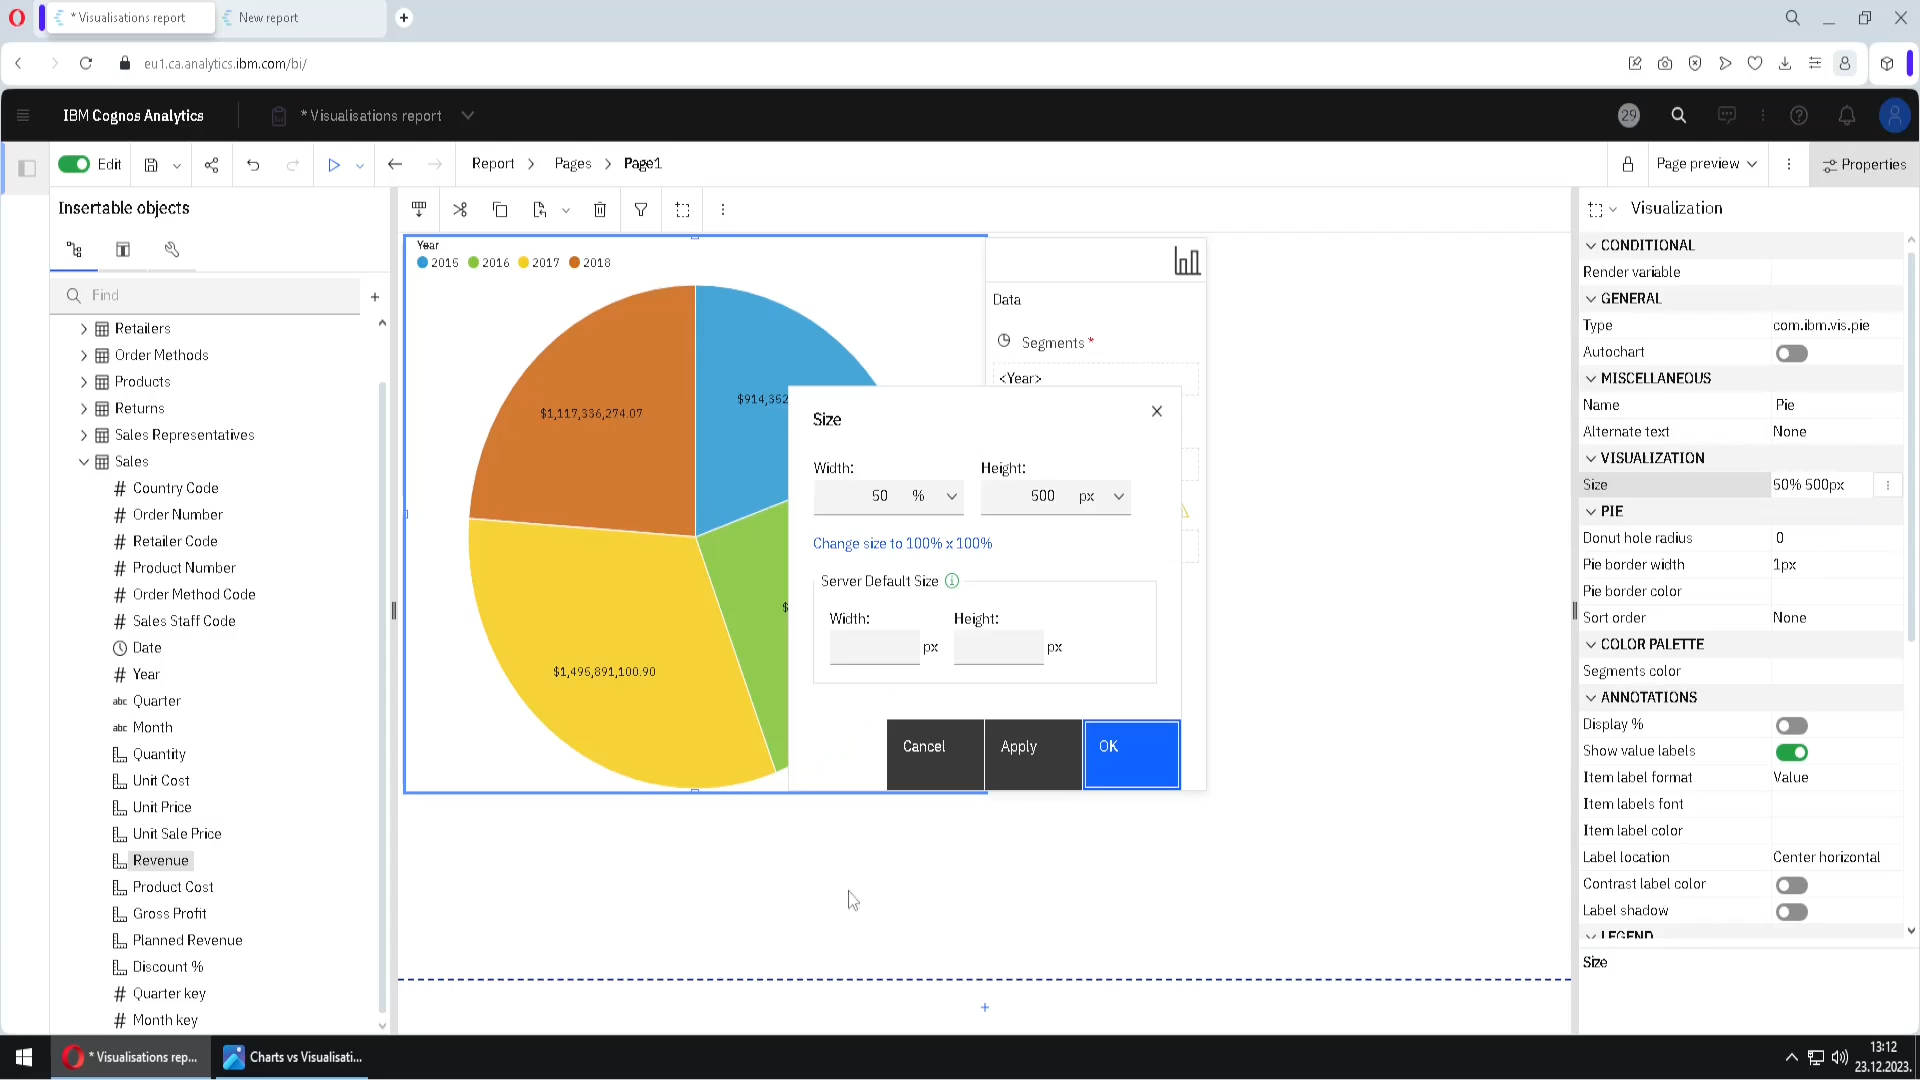 * Visualisations report
New report
eu1.ca.analytics.ibm.com/bi/
IBM Cognos Analytics
* Visualisations report
29
Edit
Report
Pages
Page1
Page preview
Properties
Insertable objects
Find
Retailers
Order Methods
Products
Returns
Sales Representatives
Sales
Country Code
Order Number
Retailer Code
Product Number
Order Method Code
Sales Staff Code
Date
Year
abc Quarter
abc Month
Quantity
Unit Cost
Unit Price
Unit Sale Price
Revenue
Product Cost
Gross Profit
Planned Revenue
Discount %
Quarter key
Month key
Year
2015 2016 2017 2018
$1,117,336,274.07
$914,352
$
$1,495,891,100.90
Data
Segments *
<Year>
Size
Width:
Height:
50 %
500 px
Change size to 100% x 100%
Server Default Size
Width:
Height:
px
px
Cancel
Apply
OK
Visualization
CONDITIONAL
Render variable
GENERAL
Type com.ibm.vis.pie
Autochart
MISCELLANEOUS
Name Pie
Alternate text None
VISUALIZATION
Size 50% 500px
PIE
Donut hole radius 0
Pie border width 1px
Pie border color
Sort order None
COLOR PALETTE
Segments color
ANNOTATIONS
Display %
Show value labels
Item label format Value
Item labels font
Item label color
Label location Center horizontal
Contrast label color
Label shadow
LEGEND
Size
* Visualisations rep...
Charts vs Visualisati...
13:12
23.12.2023.